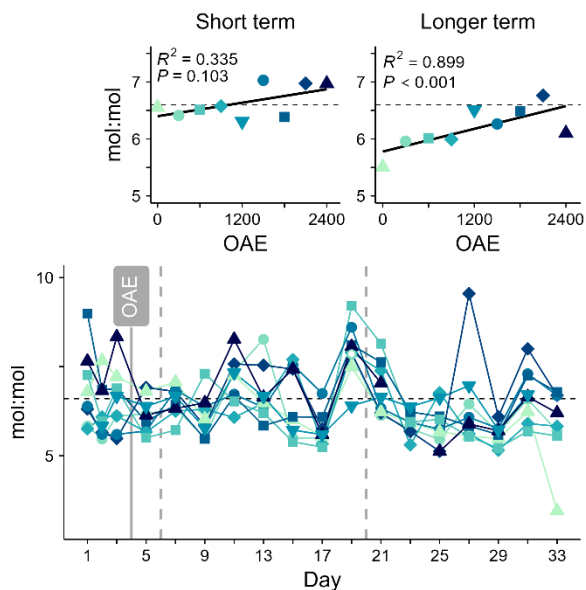 Short term
Longer term
R² = 0.335
P = 0.103
R² = 0.899
P < 0.001
mol:mol
7
6
5
7
6
5
0
1200
2400
0
1200
2400
OAE
OAE
OAE
mol:mol
10
5
1
5
9
13
17
21
25
29
33
Day